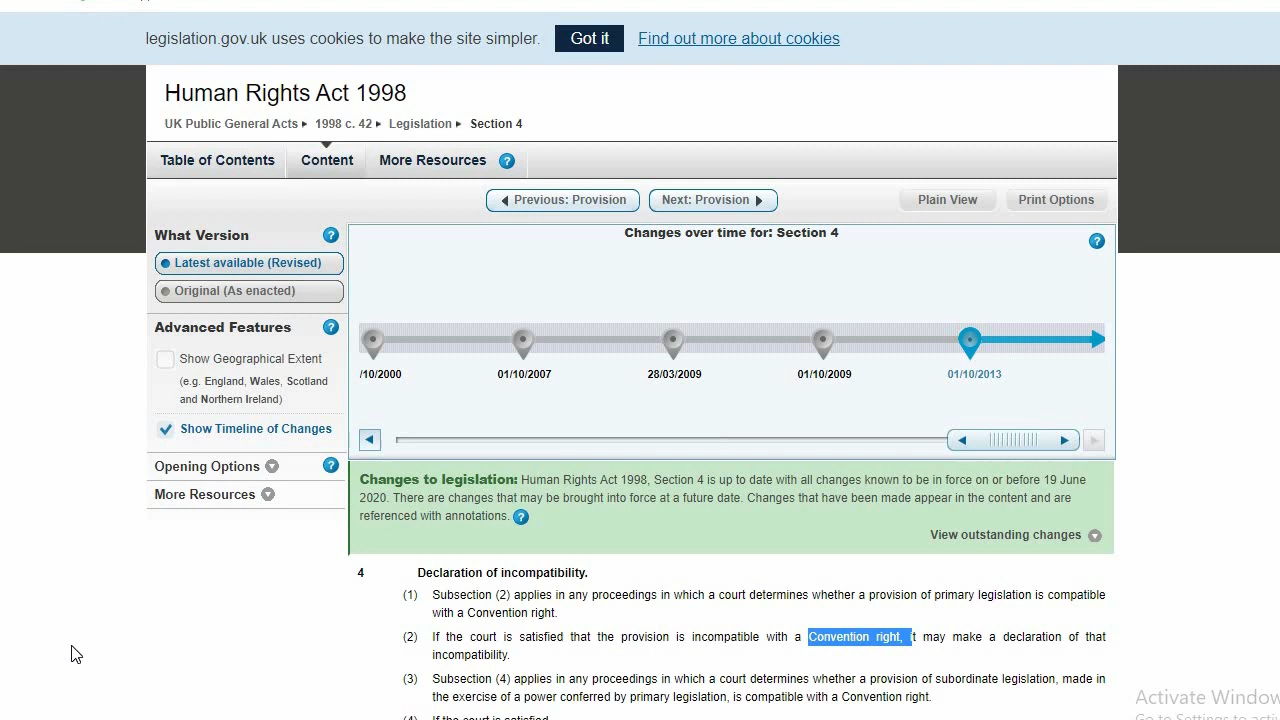 legislation.gov.uk uses cookies to make the site simpler. Got it Find out more about cookies
Human Rights Act 1998
UK Public General Acts 1998 c. 42 Legislation Section 4
Table of Contents Content More Resources ?
Previous: Provision Next: Provision Plain View Print Options
What Version ?
Latest available (Revised)
Original (As enacted)
Advanced Features ?
Show Geographical Extent
(e.g. England, Wales, Scotland
and Northern Ireland)
Show Timeline of Changes
Opening Options ?
More Resources
Changes over time for: Section 4 ?
/10/2000 01/10/2007 28/03/2009 01/10/2009 01/10/2013
Changes to legislation: Human Rights Act 1998, Section 4 is up to date with all changes known to be in force on or before 19 June
2020. There are changes that may be brought into force at a future date. Changes that have been made appear in the content and are
referenced with annotations. ?
View outstanding changes
4 Declaration of incompatibility.
(1) Subsection (2) applies in any proceedings in which a court determines whether a provision of primary legislation is compatible
with a Convention right.
(2) If the court is satisfied that the provision is incompatible with a Convention right, it may make a declaration of that
incompatibility.
(3) Subsection (4) applies in any proceedings in which a court determines whether a provision of subordinate legislation, made in
the exercise of a power conferred by primary legislation, is compatible with a Convention right.
(4) If the court is satisfied
Activate Window
Go to Settings to acti